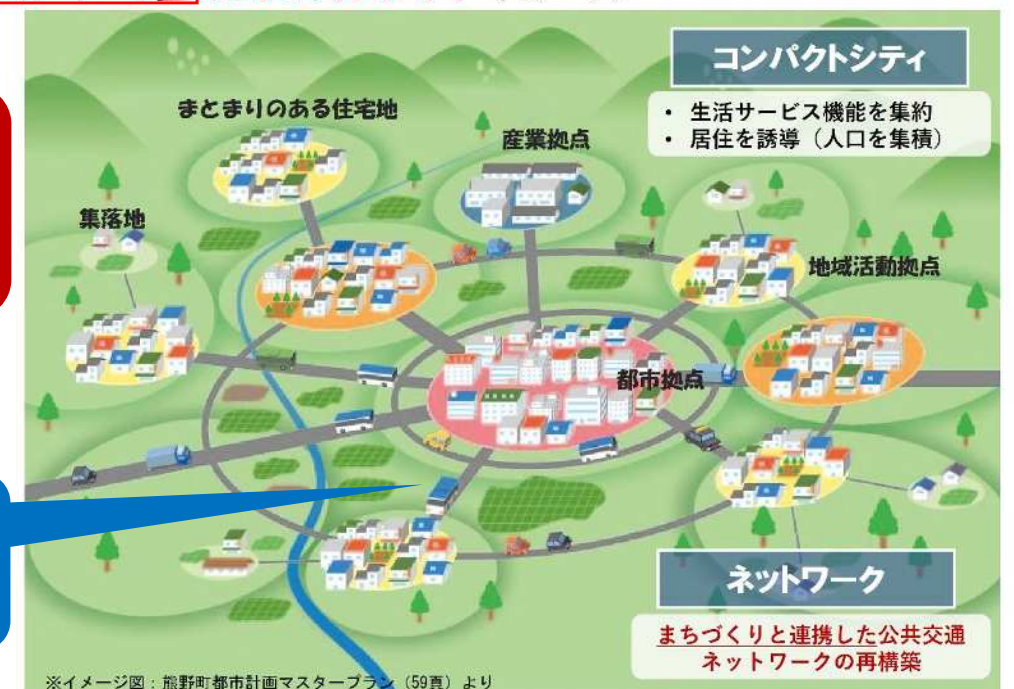 コンパクトシティ
・ 生活サービス機能を集約
・ 居住を誘導（人口を集積）
まとまりのある住宅地
産業拠点
集落地
地域活動拠点
都市拠点
ネットワーク
まちづくりと連携した公共交通
ネットワークの再構築
※イメージ図：熊野町都市計画マスタープラン（59頁）より